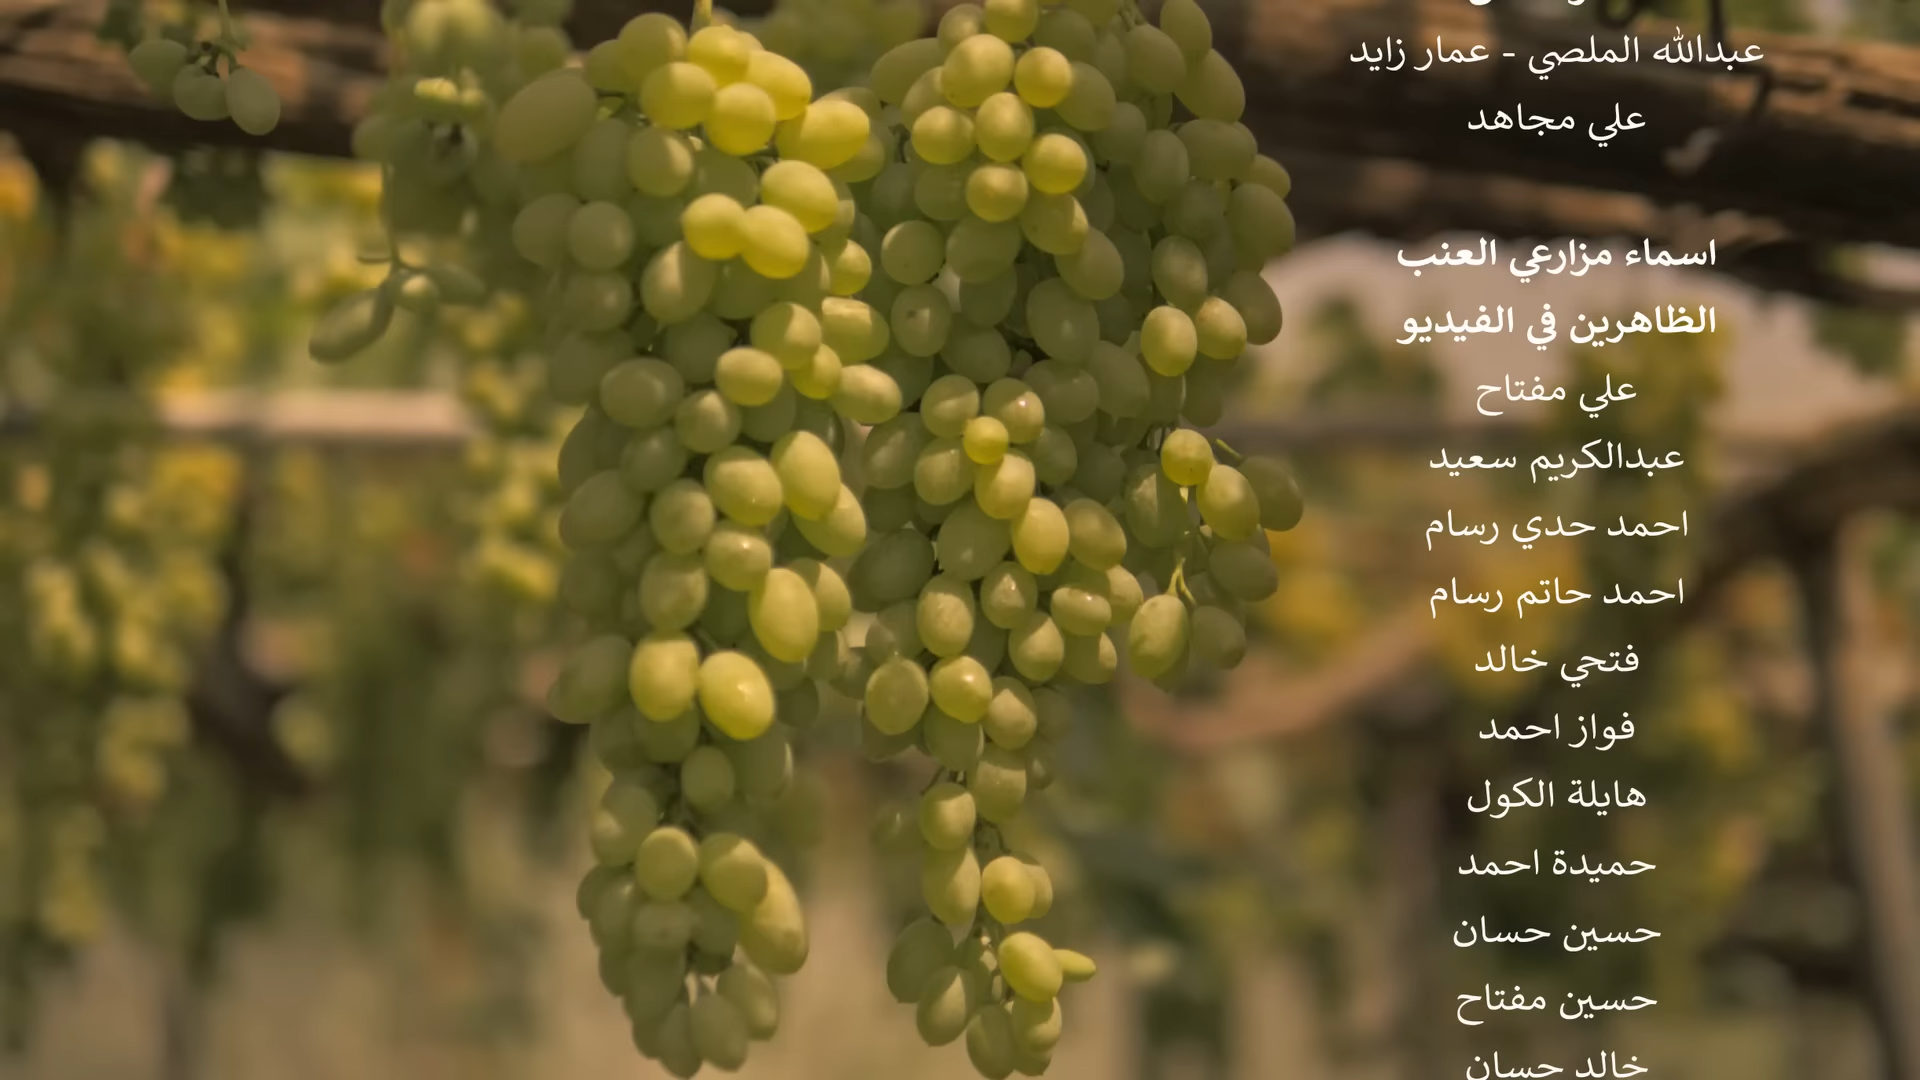 عبدالله الملصي - عمار زايد
علي مجاهد
اسماء مزارعي العنب
الظاهرين في الفيديو
علي مفتاح
عبدالكريم سعيد
احمد حدي رسام
احمد حاتم رسام
فتحي خالد
فواز احمد
هايلة الكول
حميدة احمد
حسين حسان
حسين مفتاح
خالد حسان